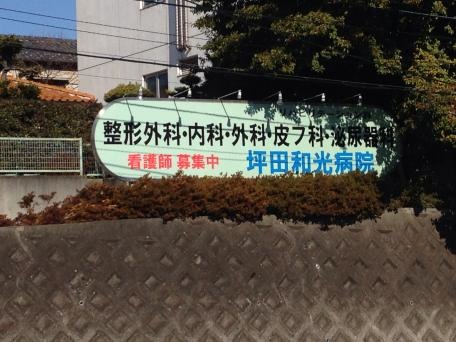 整形外科・内科・外科・皮フ科・泌尿器科
看護師 募集中 坪田和光病院